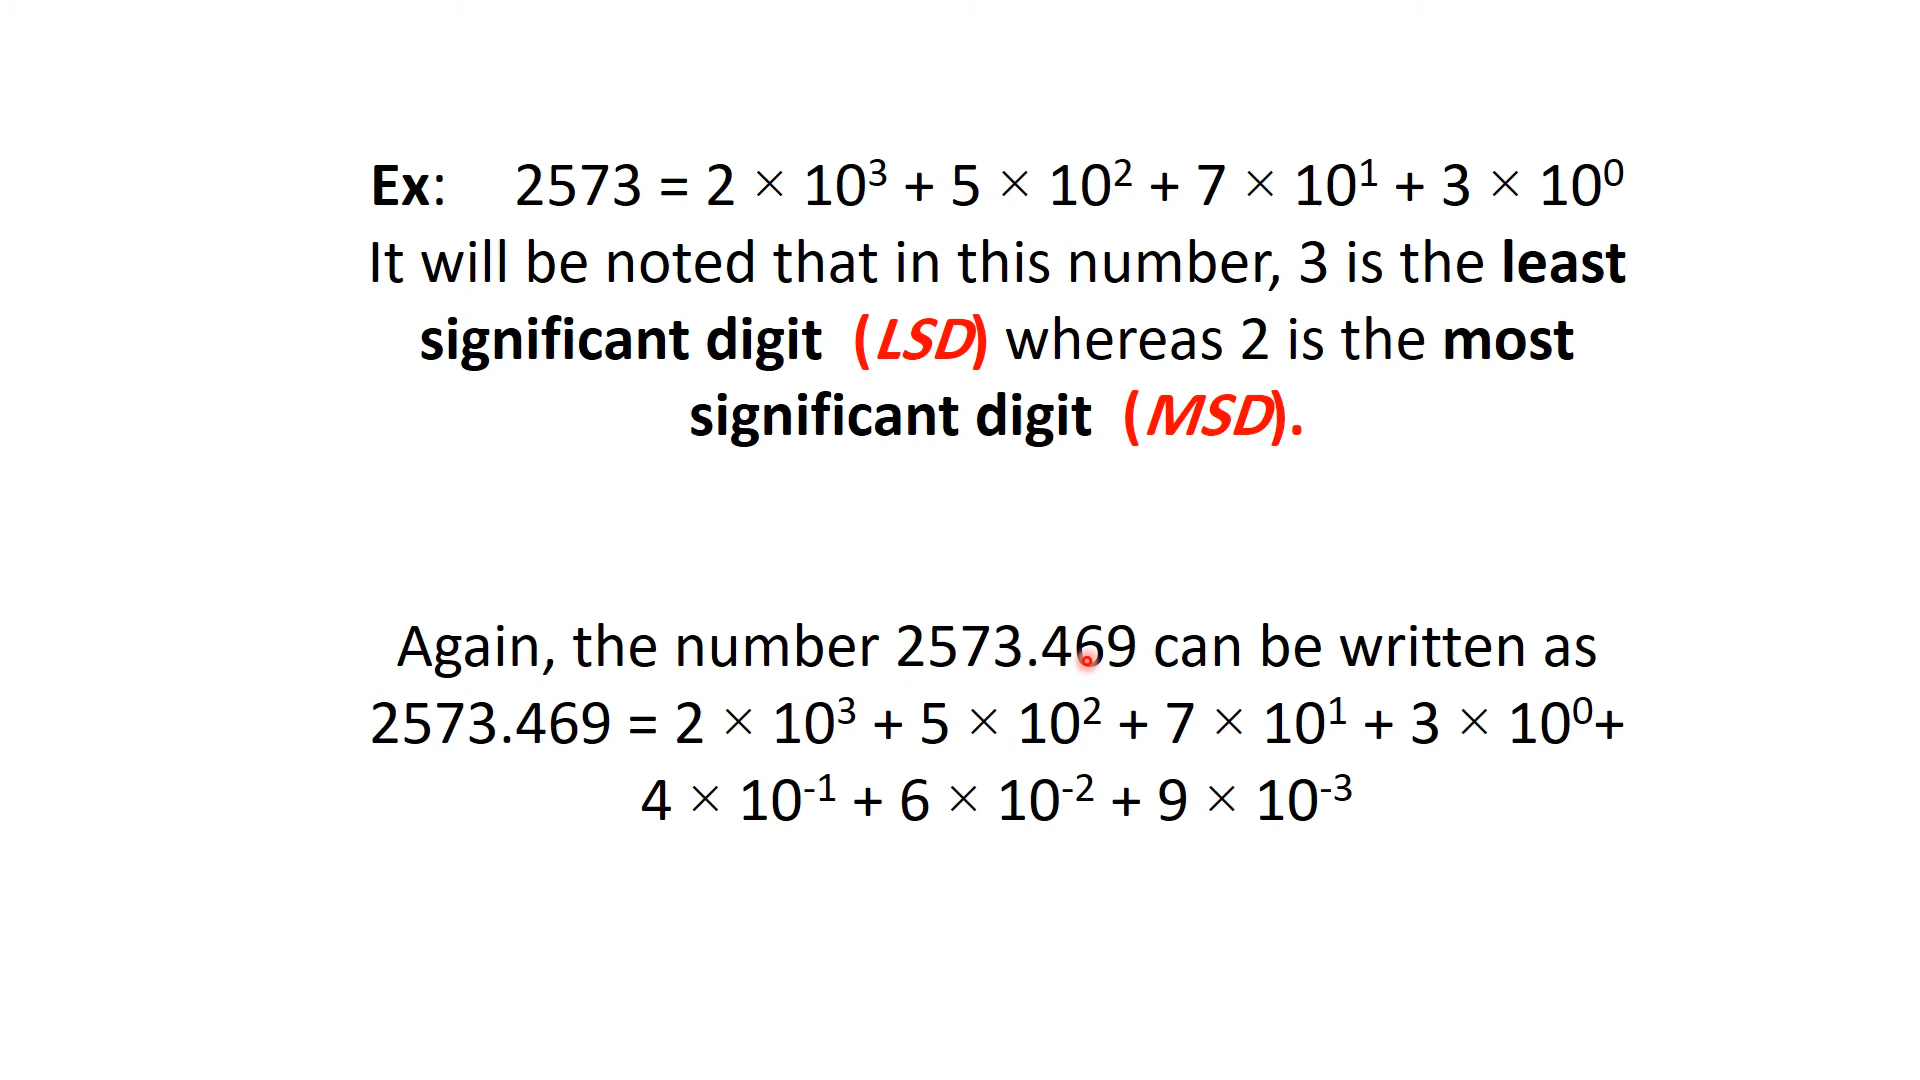 Ex: 2573 = 2 × 10³ + 5 × 10² + 7 × 10¹ + 3 × 10⁰
It will be noted that in this number, 3 is the least
significant digit (LSD) whereas 2 is the most
significant digit (MSD).
Again, the number 2573.469 can be written as
2573.469 = 2 × 10³ + 5 × 10² + 7 × 10¹ + 3 × 10⁰+
4 × 10⁻¹ + 6 × 10⁻² + 9 × 10⁻³